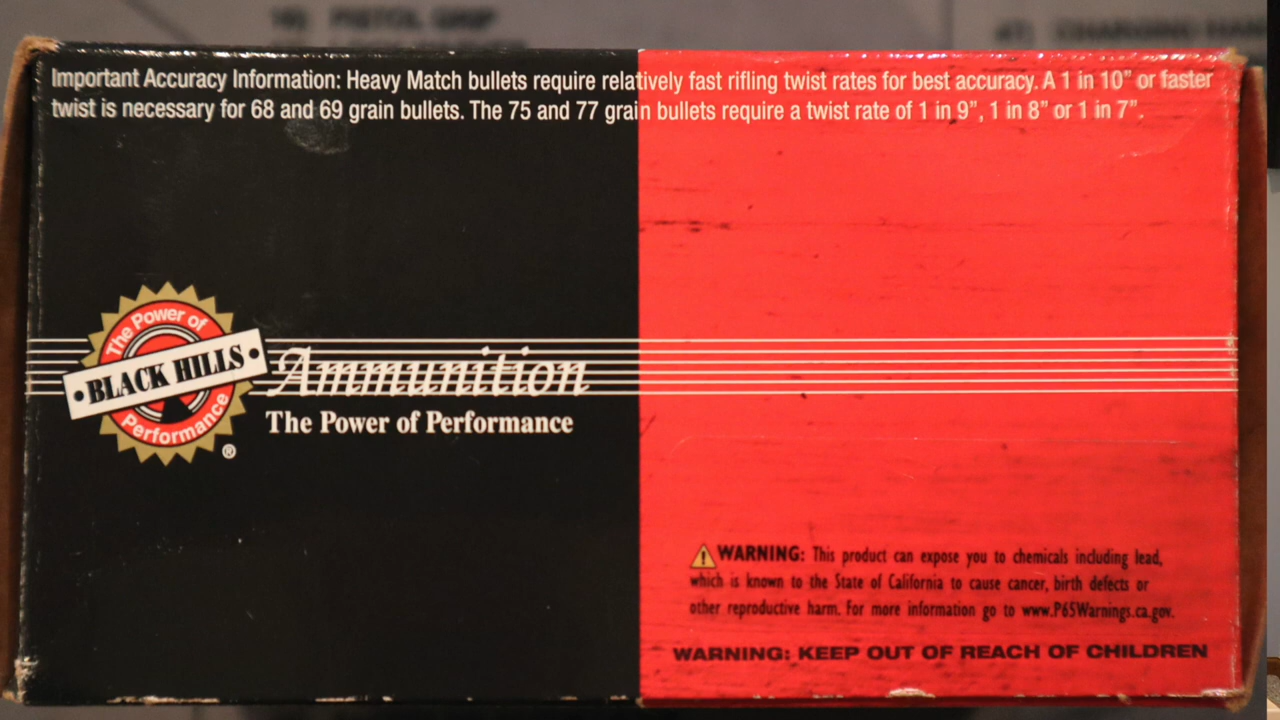 PISTOL GRIP
Important Accuracy Information: Heavy Match bullets require relatively fast rifling twist rates for best accuracy. A 1 in 10" or faster
twist is necessary for 68 and 69 grain bullets. The 75 and 77 grain bullets require a twist rate of 1 in 9", 1 in 8" or 1 in 7".
The Power of
• BLACK HILLS •
Performance
®
Ammunition
The Power of Performance
WARNING: This product can expose you to chemicals including lead,
which is known to the State of California to cause cancer, birth defects or
other reproductive harm. For more information go to www.P65Warnings.ca.gov.
WARNING: KEEP OUT OF REACH OF CHILDREN